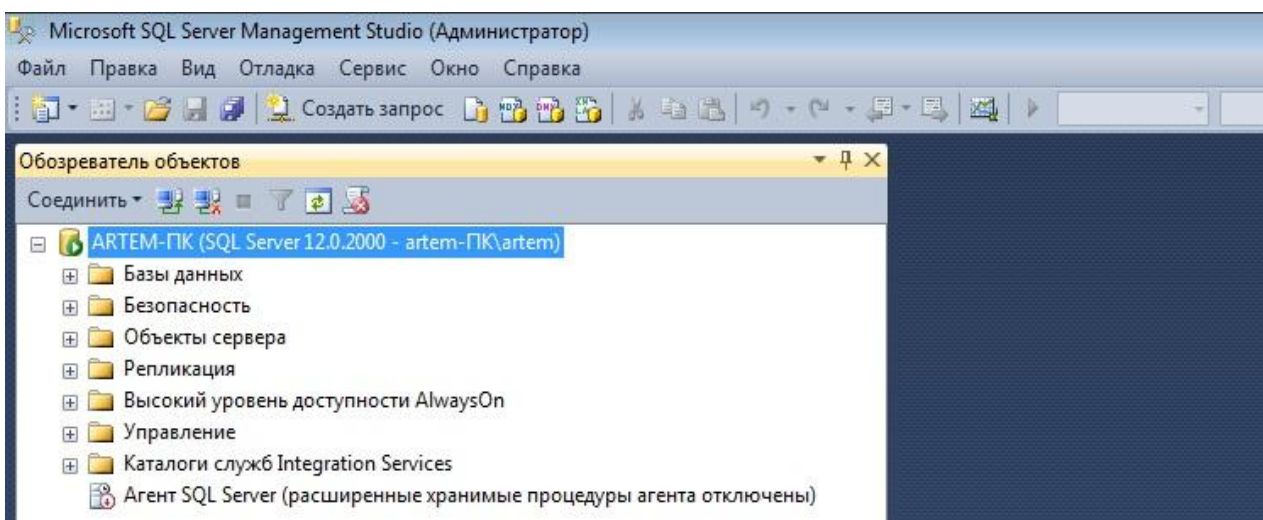 Microsoft SQL Server Management Studio (Администратор)
Файл Правка Вид Отладка Сервис Окно Справка
Создать запрос
Обозреватель объектов
Соединить
ARTEM-ПК (SQL Server 12.0.2000 - artem-ПК\artem)
Базы данных
Безопасность
Объекты сервера
Репликация
Высокий уровень доступности AlwaysOn
Управление
Каталоги служб Integration Services
Агент SQL Server (расширенные хранимые процедуры агента отключены)